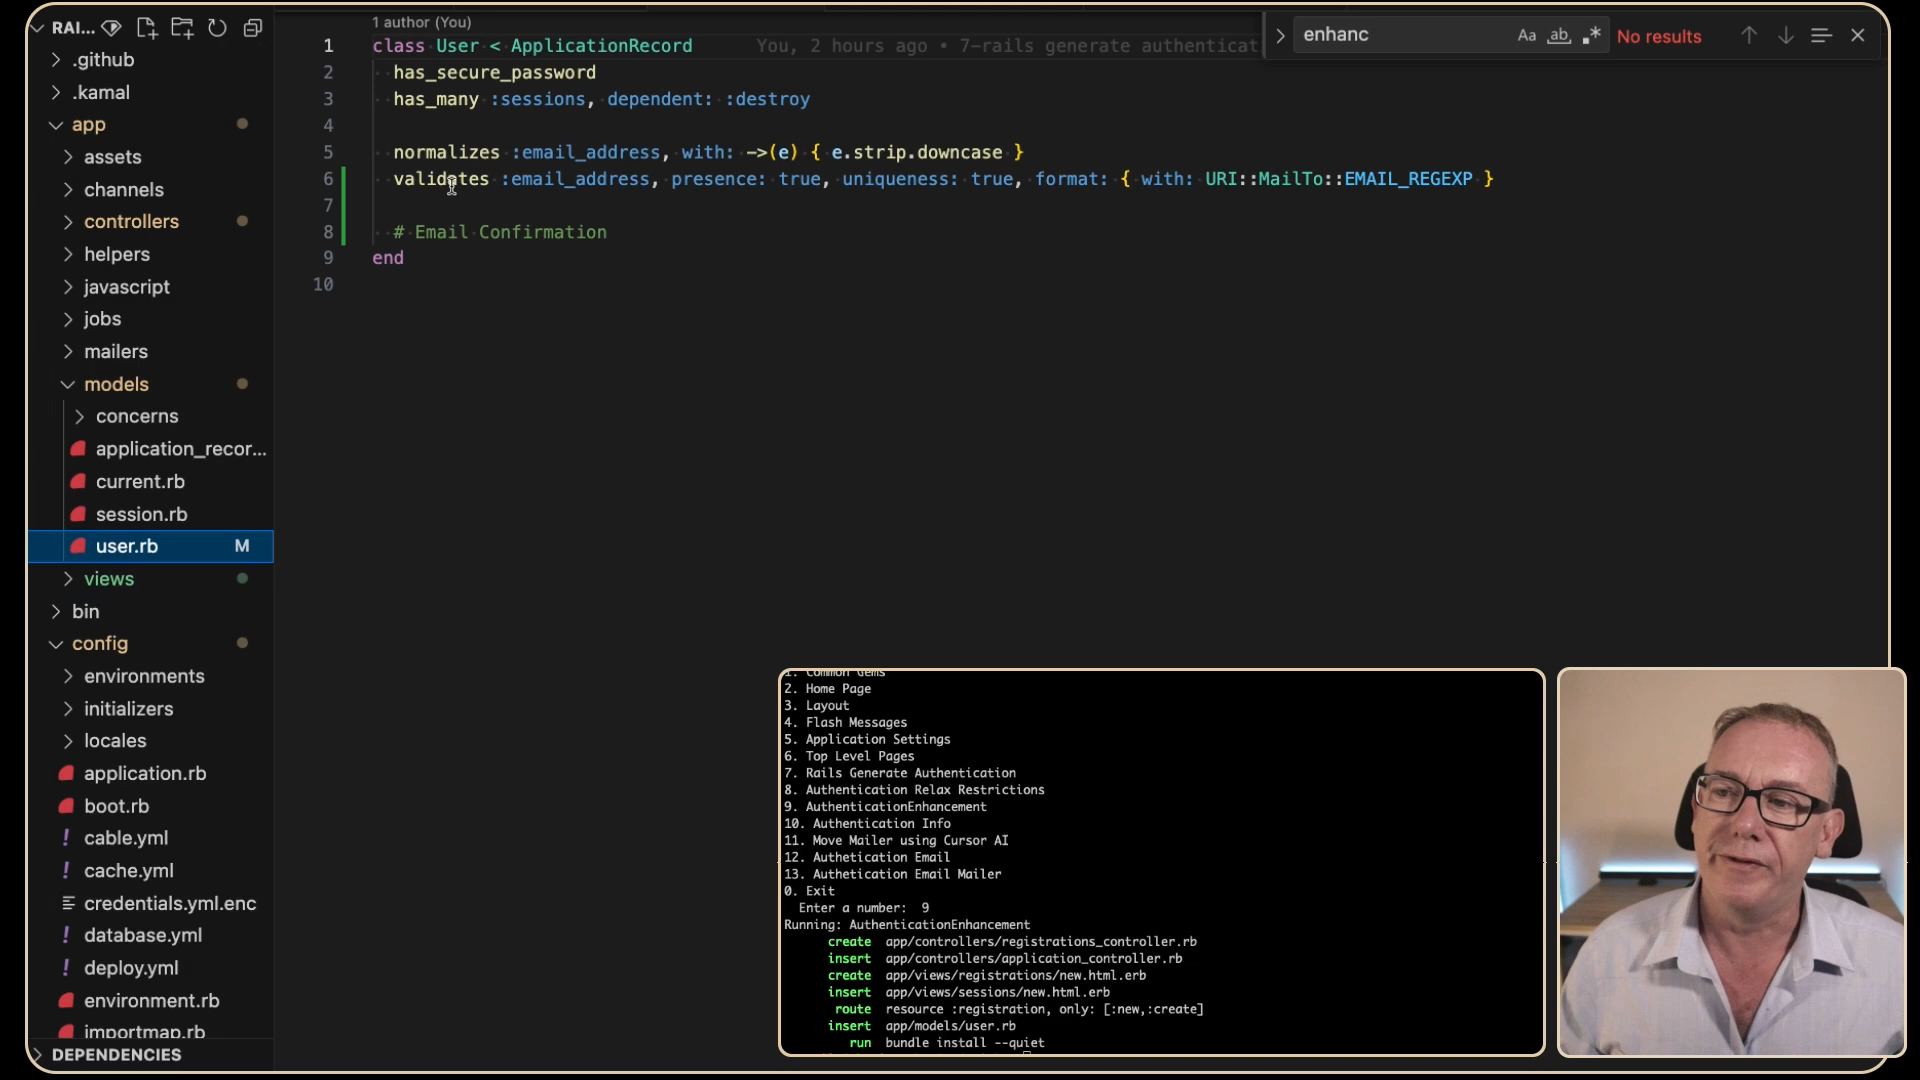 RAI...
.github
.kamal
app
assets
channels
controllers
helpers
javascript
jobs
mailers
models
concerns
application_recor...
current.rb
session.rb
user.rb M
views
bin
config
environments
initializers
locales
application.rb
boot.rb
! cable.yml
! cache.yml
credentials.yml.enc
! database.yml
! deploy.yml
environment.rb
importmap.rb
DEPENDENCIES
1 author (You)
1 class User < ApplicationRecord You, 2 hours ago • 7-rails generate authenticat
2 has_secure_password
3 has_many :sessions, dependent: :destroy
4
5 normalizes :email_address, with: ->(e) { e.strip.downcase }
6 validates :email_address, presence: true, uniqueness: true, format: { with: URI::MailTo::EMAIL_REGEXP }
7
8 # Email Confirmation
9 end
10
enhanc Aa ab .* No results
1. Common Gems
2. Home Page
3. Layout
4. Flash Messages
5. Application Settings
6. Top Level Pages
7. Rails Generate Authentication
8. Authentication Relax Restrictions
9. AuthenticationEnhancement
10. Authentication Info
11. Move Mailer using Cursor AI
12. Authetication Email
13. Authetication Email Mailer
0. Exit
Enter a number: 9
Running: AuthenticationEnhancement
create app/controllers/registrations_controller.rb
insert app/controllers/application_controller.rb
create app/views/registrations/new.html.erb
insert app/views/sessions/new.html.erb
route resource :registration, only: [:new,:create]
insert app/models/user.rb
run bundle install --quiet